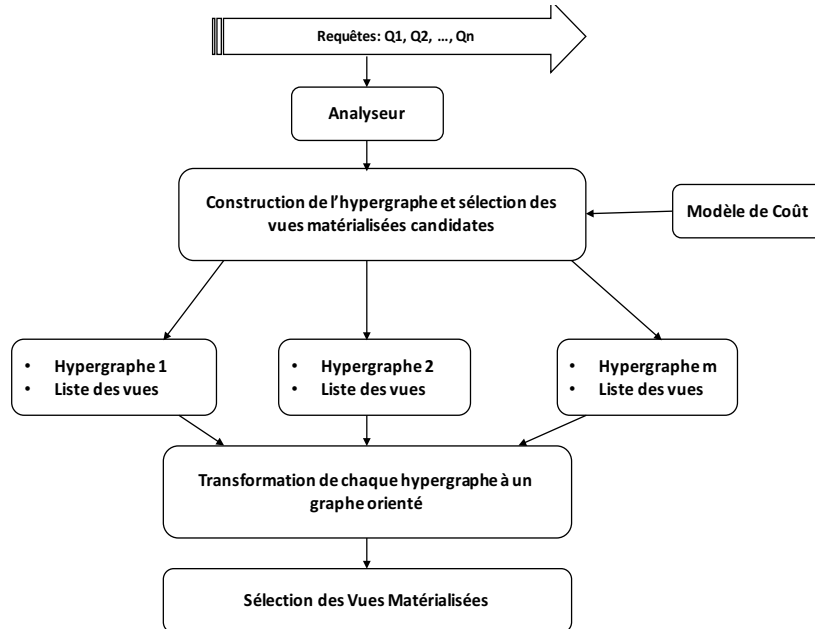 Requêtes: Q1, Q2, ..., Qn
Analyseur
Construction de l'hypergraphe et sélection des
vues matérialisées candidates
Modèle de Coût
• Hypergraphe 1
• Liste des vues
• Hypergraphe 2
• Liste des vues
• Hypergraphe m
• Liste des vues
Transformation de chaque hypergraphe à un
graphe orienté
Sélection des Vues Matérialisées